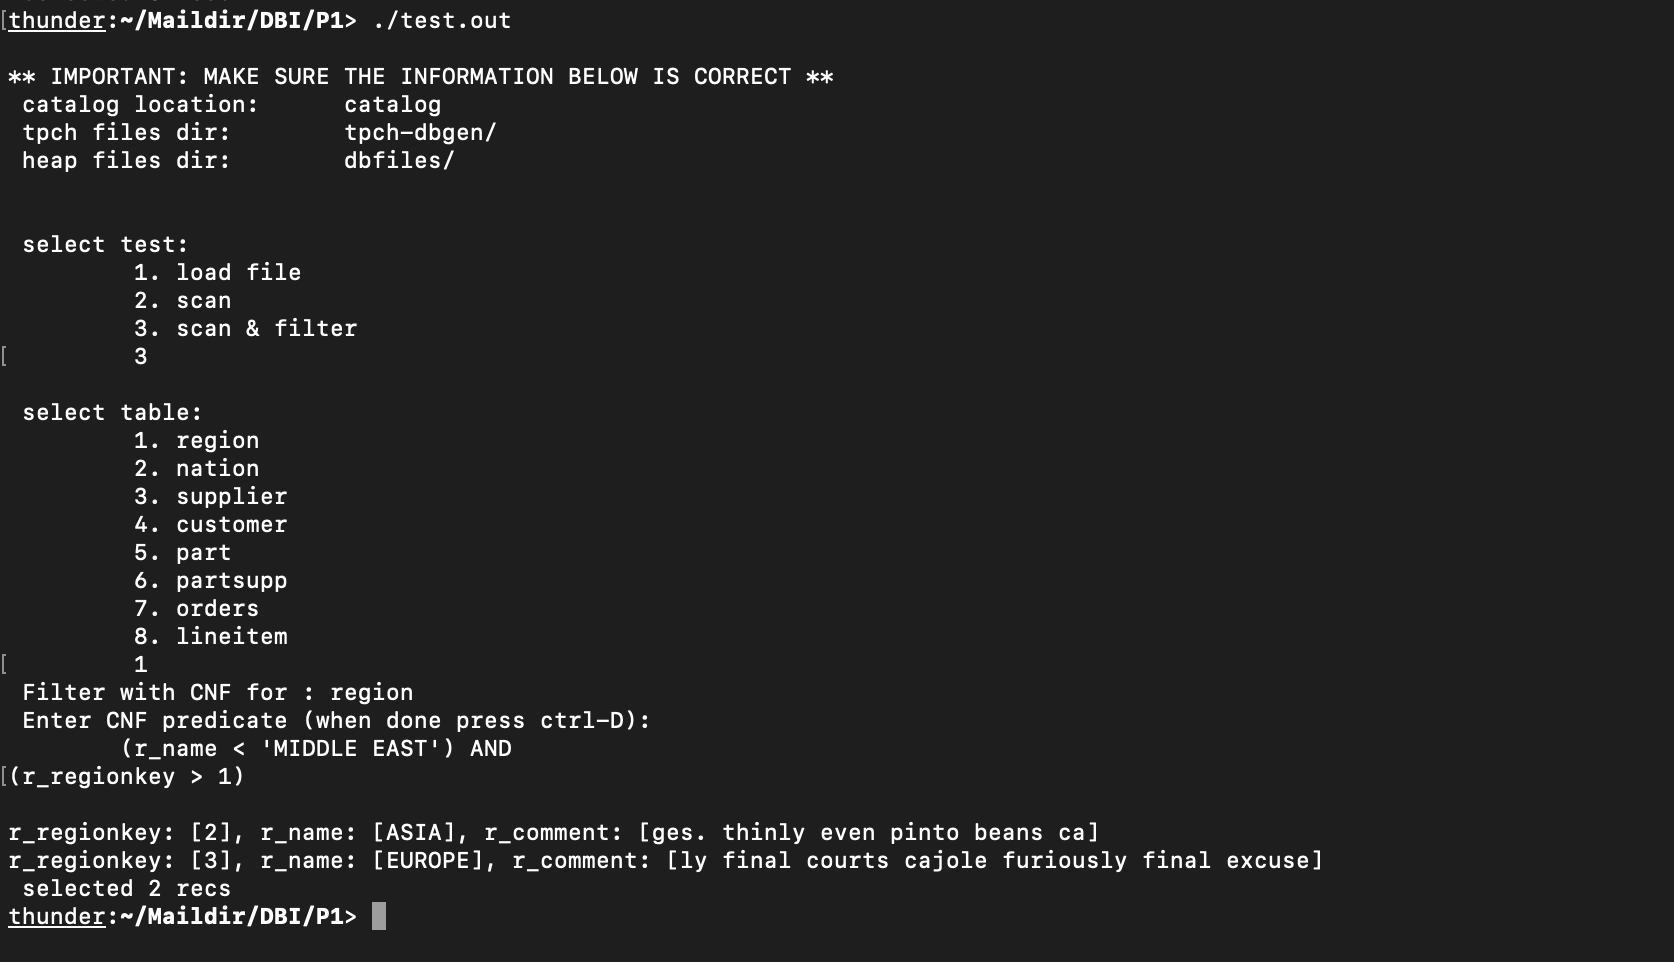 [thunder:~/Maildir/DBI/P1> ./test.out
** IMPORTANT: MAKE SURE THE INFORMATION BELOW IS CORRECT **
catalog location: catalog
tpch files dir: tpch-dbgen/
heap files dir: dbfiles/
select test:
1. load file
2. scan
3. scan & filter
[ 3
select table:
1. region
2. nation
3. supplier
4. customer
5. part
6. partsupp
7. orders
8. lineitem
[ 1
Filter with CNF for : region
Enter CNF predicate (when done press ctrl-D):
(r_name < 'MIDDLE EAST') AND
[(r_regionkey > 1)
r_regionkey: [2], r_name: [ASIA], r_comment: [ges. thinly even pinto beans ca]
r_regionkey: [3], r_name: [EUROPE], r_comment: [ly final courts cajole furiously final excuse]
selected 2 recs
thunder:~/Maildir/DBI/P1>